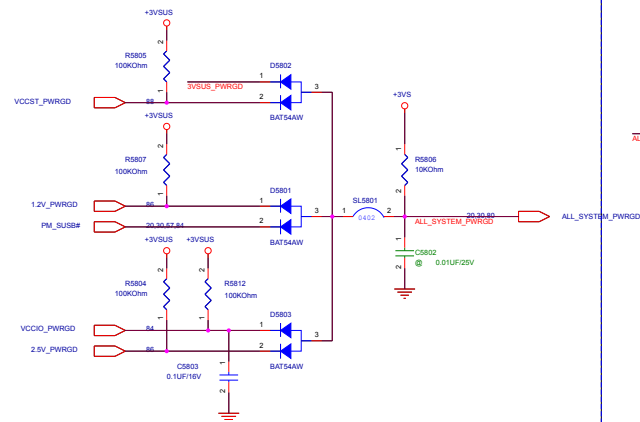 +3VSUS
2
R5805
100KOhm
1
D5802
1
3VSUS_PWRGD
3
VCCST_PWRGD
88
2
BAT54AW
+3VSUS
+3VS
2
R5807
100KOhm
1
1
R5806
10KOhm
2
D5801
1.2V_PWRGD
86
1
3
SL5801
1
2
0402
PM_SUSB#
20,30,57,84
2
BAT54AW
ALL_SYSTEM_PWRGD
20,30,80
ALL_SYSTEM_PWRGD
+3VSUS
+3VSUS
1
C5802
@
0.01UF/25V
2
2
R5804
100KOhm
1
2
R5812
100KOhm
1
D5803
VCCIO_PWRGD
84
1
3
2.5V_PWRGD
86
2
BAT54AW
C5803
0.1UF/16V
1
2
AL